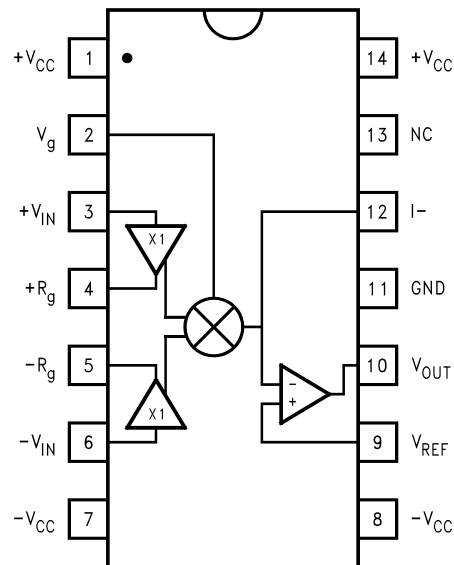 +VCC 1 14 +VCC
Vg 2 13 NC
+VIN 3 12 I-
X1
+Rg 4 11 GND
-Rg 5 10 VOUT
-
+
X1
-VIN 6 9 VREF
-VCC 7 8 -VCC